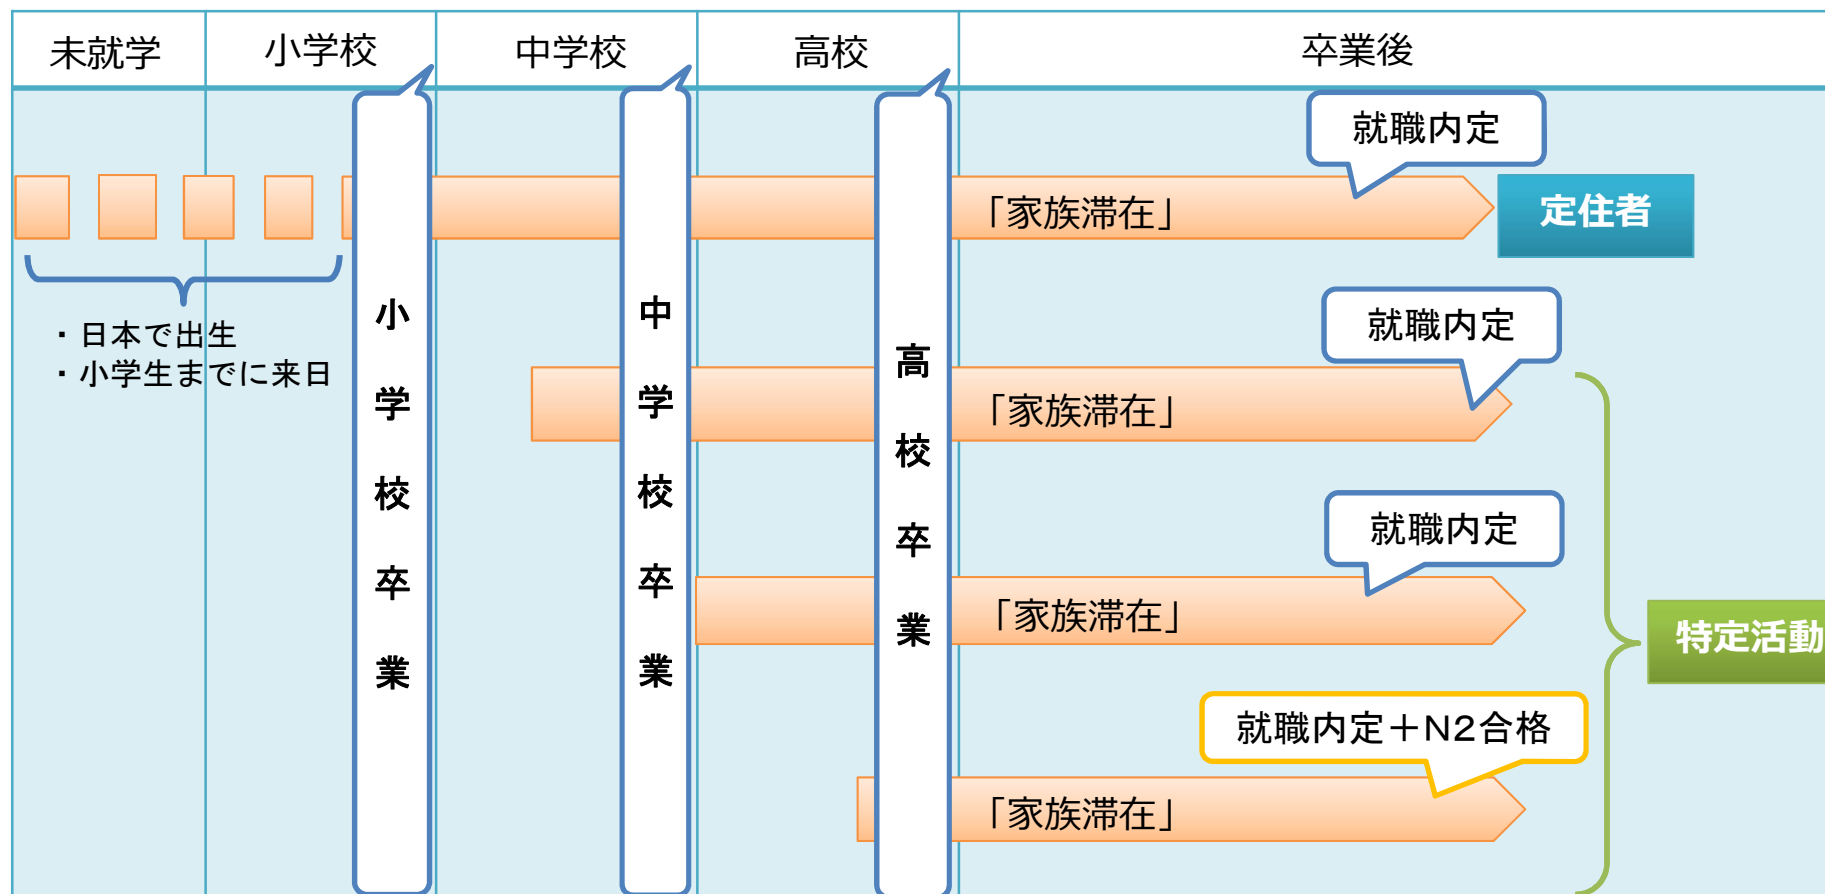 未就学
小学校
中学校
高校
卒業後
就職内定
「家族滞在」
定住者
・日本で出生
・小学生までに来日
小学校卒業
中学校卒業
高校卒業
就職内定
「家族滞在」
就職内定
「家族滞在」
特定活動
就職内定＋N2合格
「家族滞在」